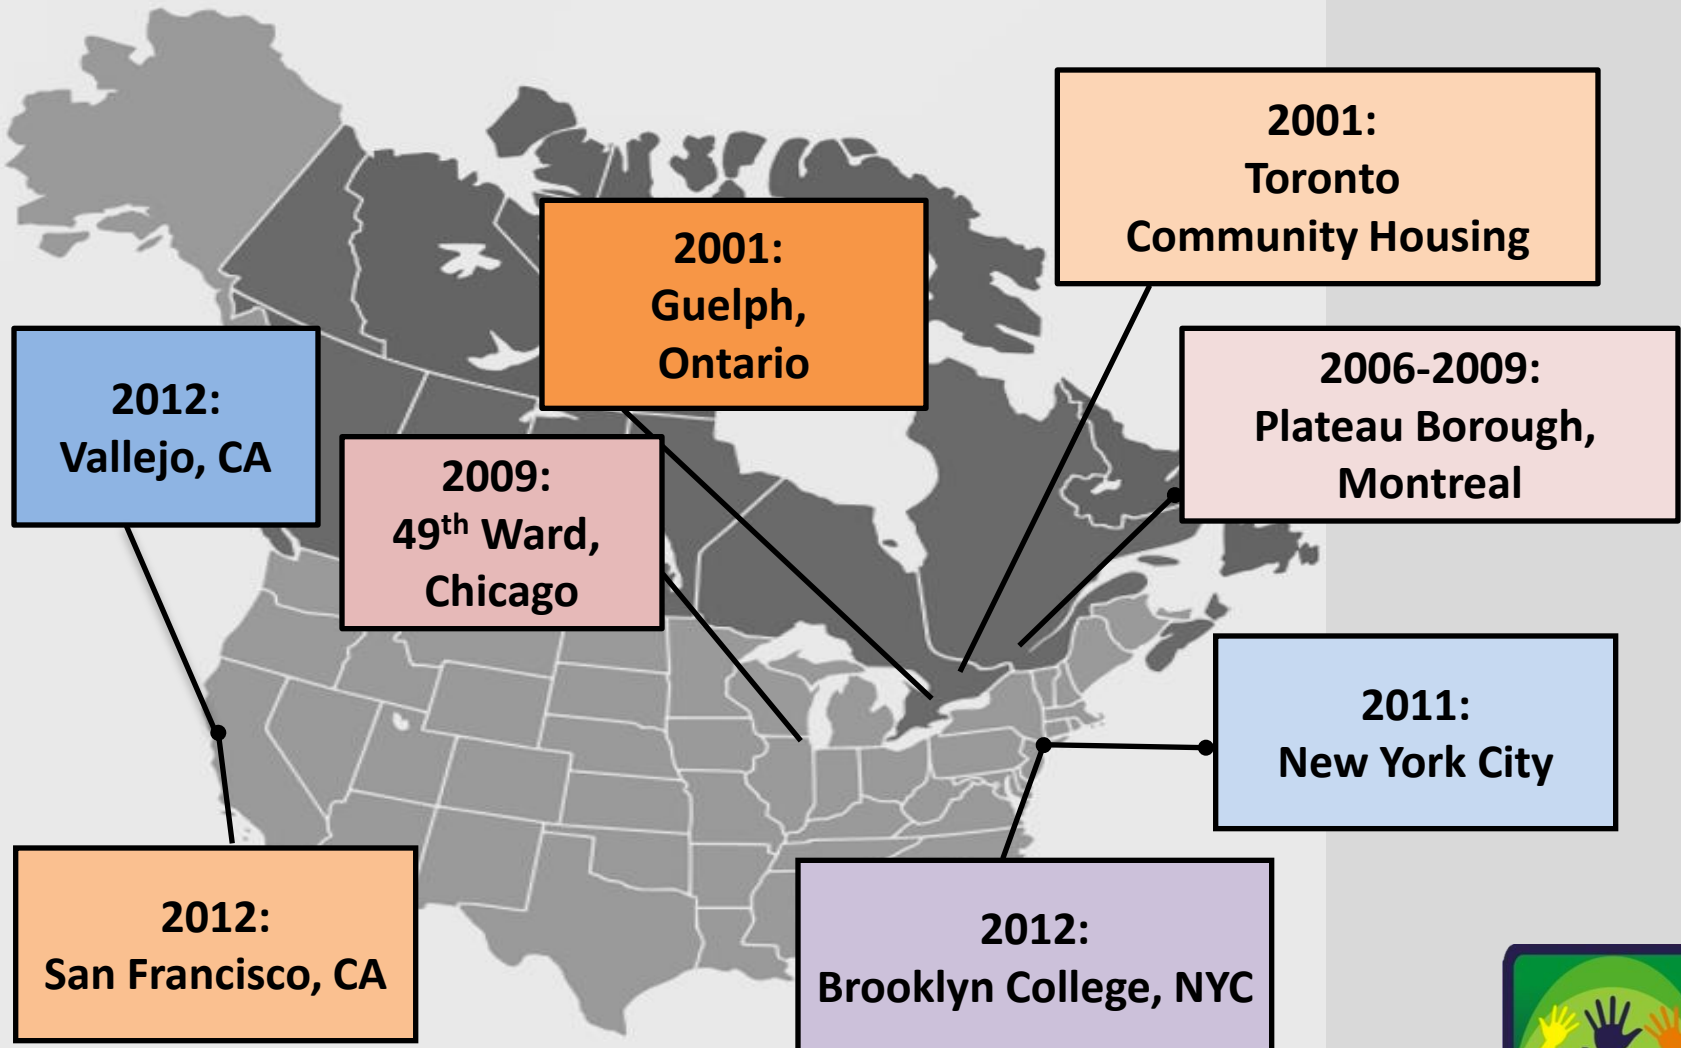 2001:
Toronto
Community Housing
2001:
Guelph,
Ontario
2012:
Vallejo, CA
2006-2009:
Plateau Borough,
Montreal
2009:
49th Ward,
Chicago
2011:
New York City
2012:
San Francisco, CA
2012:
Brooklyn College, NYC